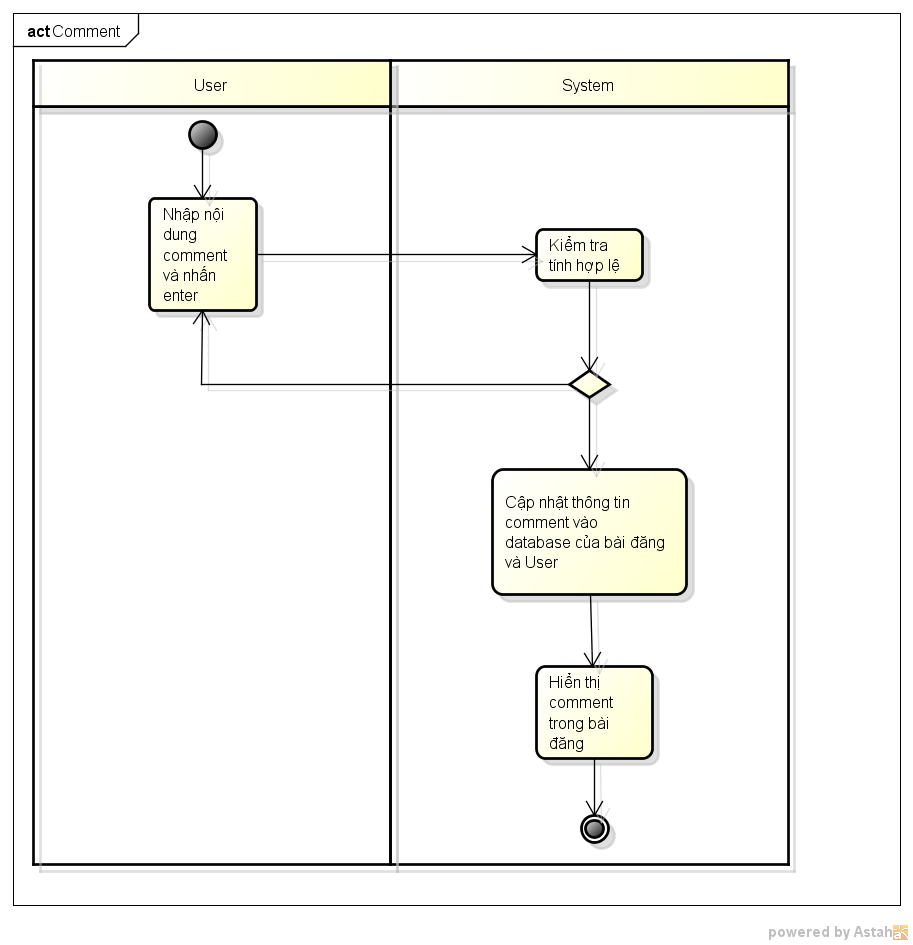 act Comment
User
System
Nhập nội
dung
comment
và nhấn
enter
Kiểm tra
tính hợp lệ
Cập nhật thông tin
comment vào
database của bài đăng
và User
Hiển thị
comment
trong bài
đăng
powered by Astah